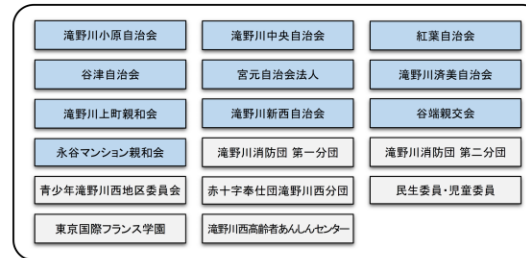 滝野川小原自治会
滝野川中央自治会
紅葉自治会
谷津自治会
宮元自治会法人
滝野川済美自治会
滝野川上町親和会
滝野川新西自治会
谷端親交会
永谷マンション親和会
滝野川消防団 第一分団
滝野川消防団 第二分団
青少年滝野川西地区委員会
赤十字奉仕団滝野川西分団
民生委員・児童委員
東京国際フランス学園
滝野川西高齢者あんしんセンター